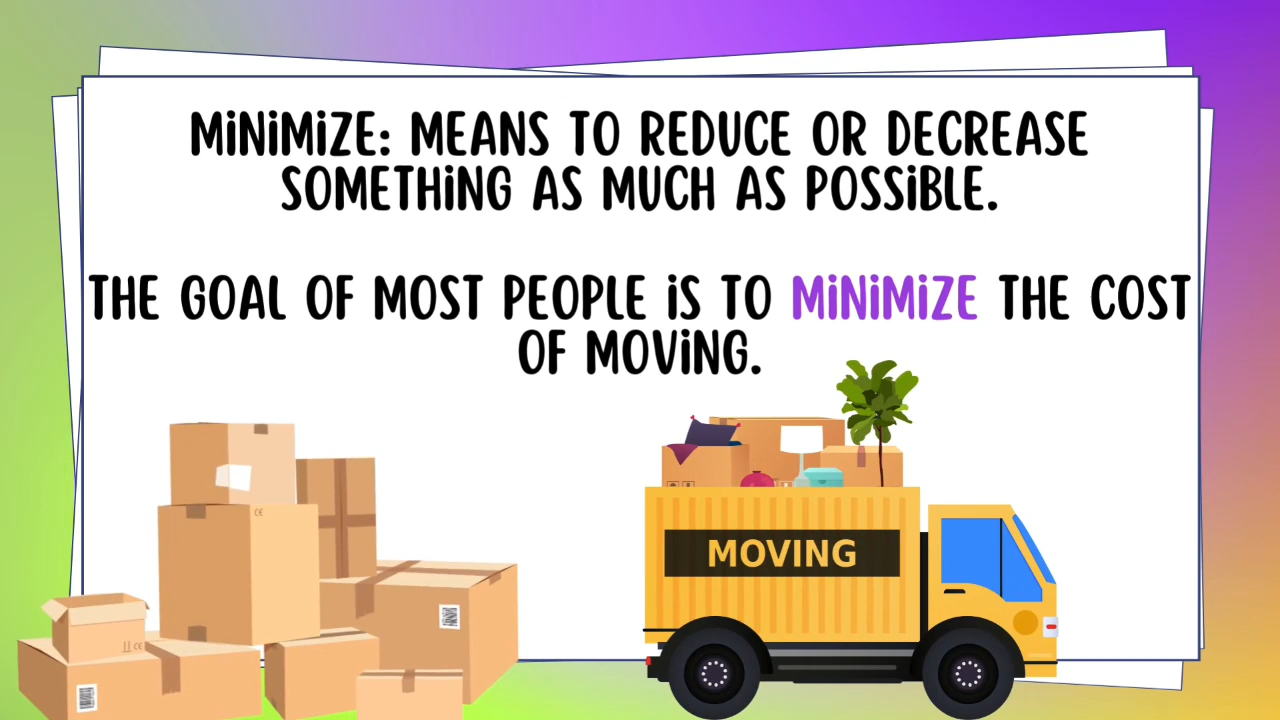 MINIMIZE: MEANS TO REDUCE OR DECREASE
SOMETHING AS MUCH AS POSSIBLE.
THE GOAL OF MOST PEOPLE IS TO MINIMIZE THE COST
OF MOVING.
MOVING